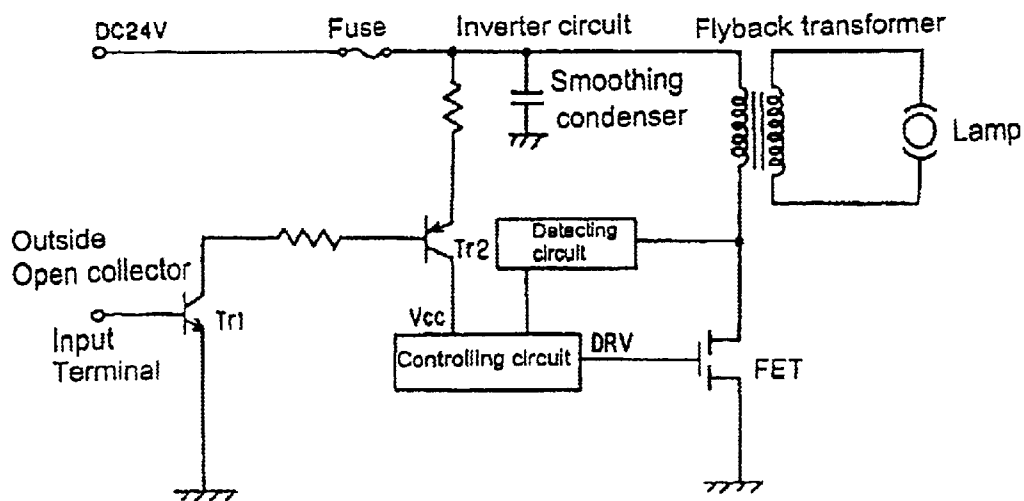 DC24V
Fuse
Inverter circuit
Flyback transformer
Smoothing
condenser
Lamp
Outside
Open collector
Tr2
Detecting
circuit
Input
Terminal
Tr1
Vcc
Controlling circuit
DRV
FET